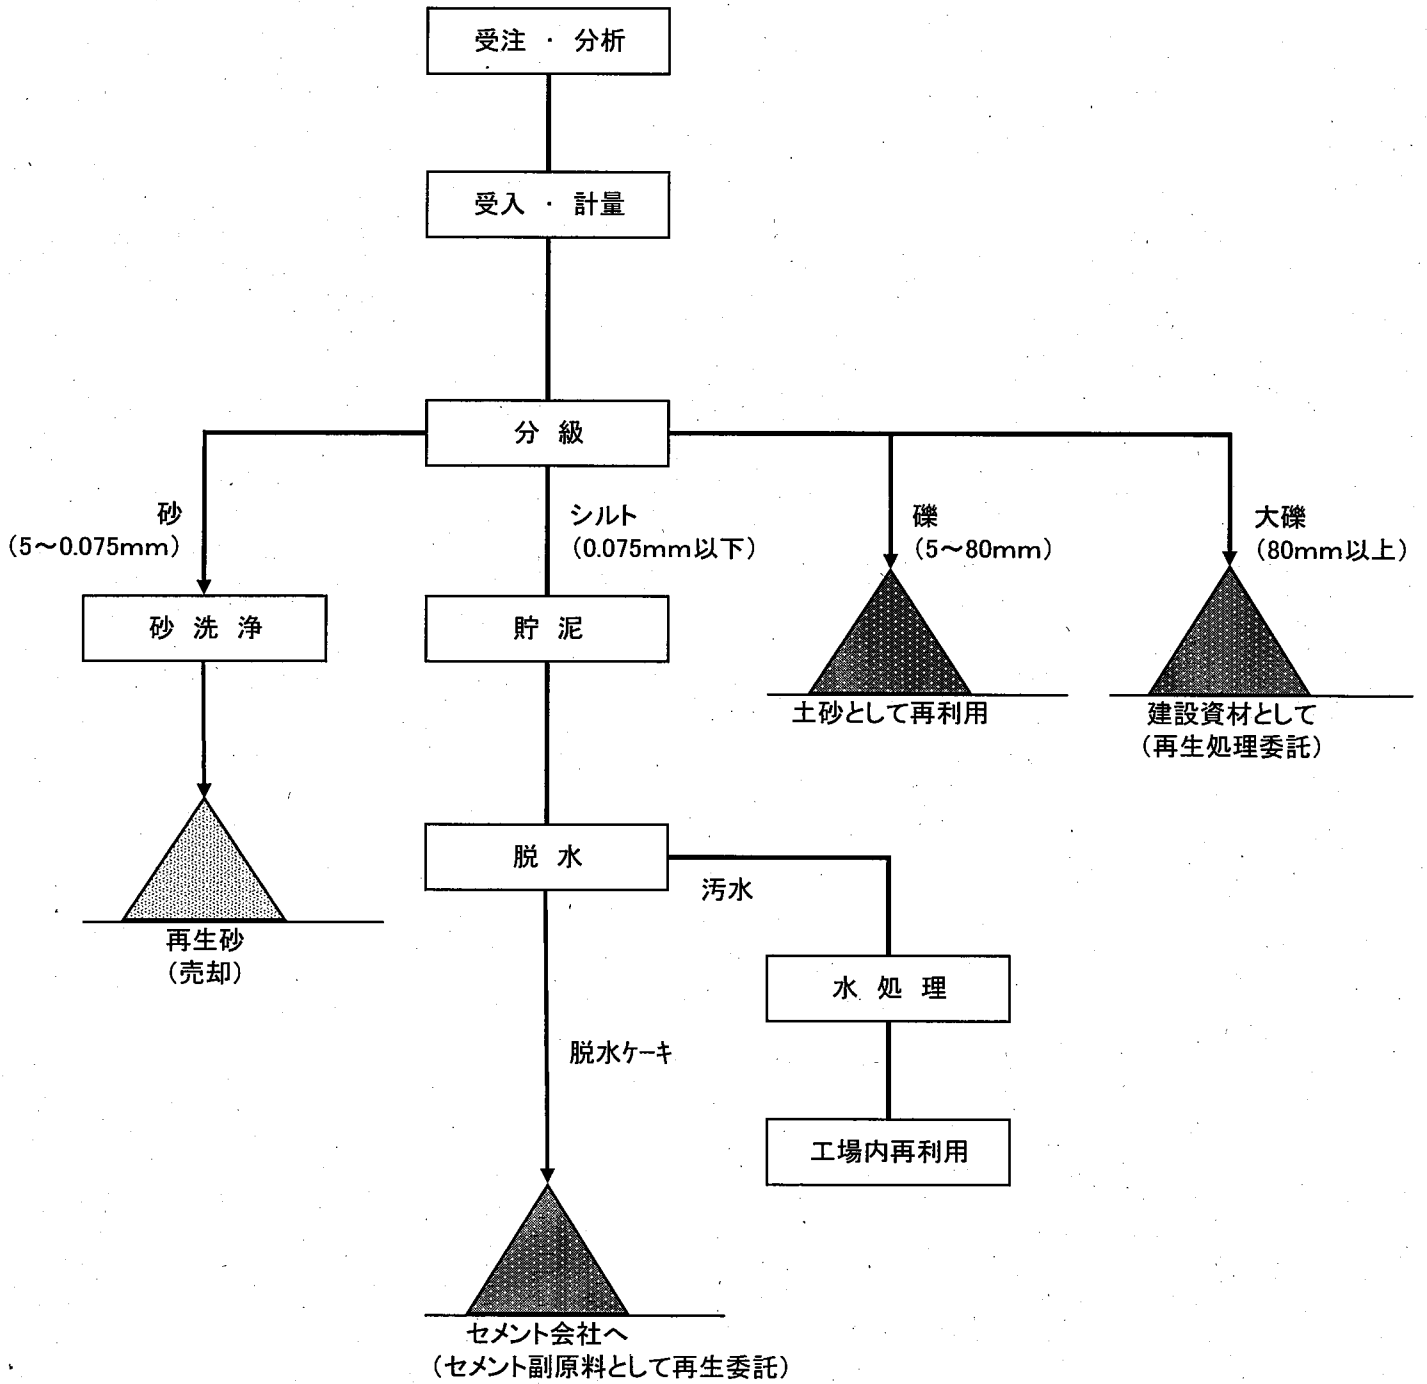 受注 ・ 分析
受入 ・ 計量
分 級
砂
（5～0.075mm）
シルト
（0.075mm以下）
礫
（5～80mm）
大礫
（80mm以上）
砂 洗 浄
貯 泥
土砂として再利用
建設資材として
（再生処理委託）
脱 水
汚水
再生砂
（売却）
水 処 理
脱水ケーキ
工場内再利用
セメント会社へ
（セメント副原料として再生委託）